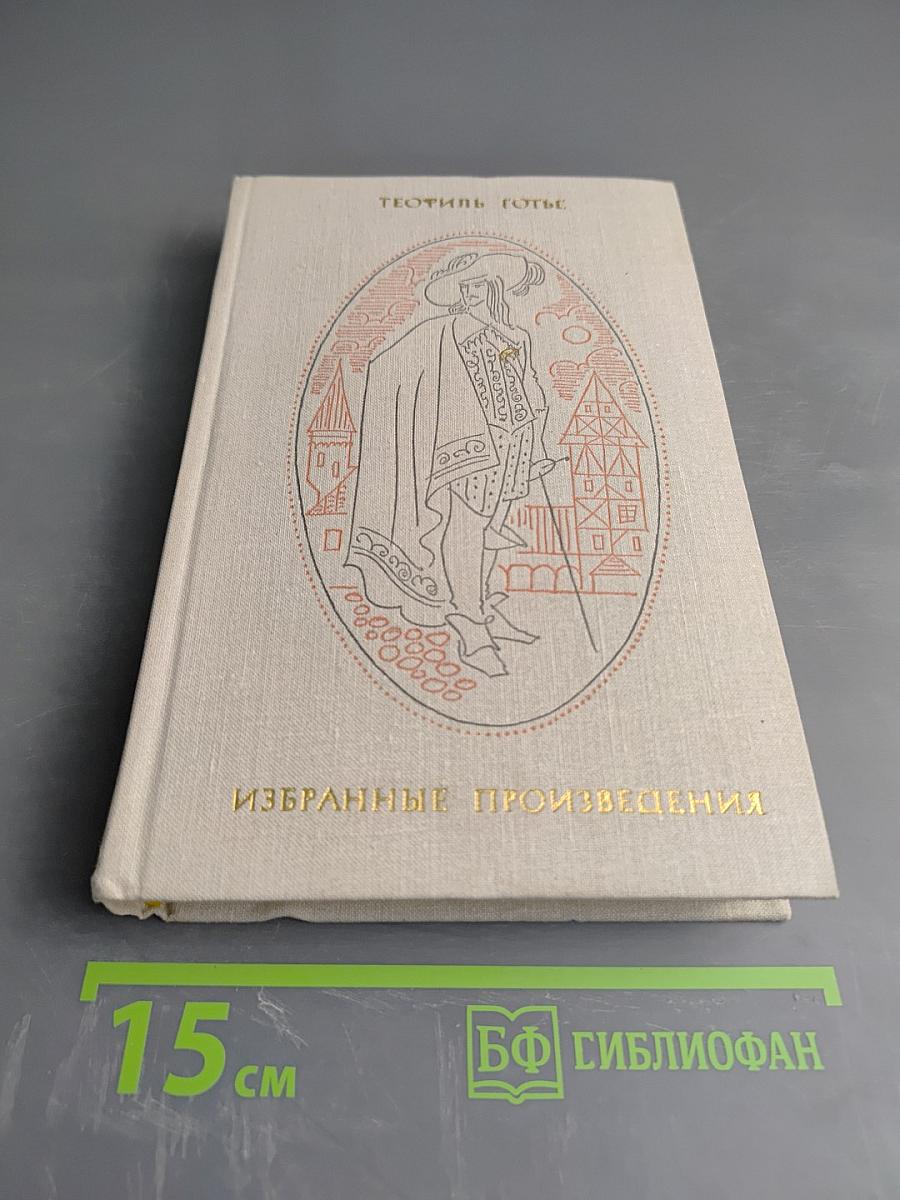 ТЕОФИЛЬ ГОТЬЕ
ИЗБРАННЫЕ ПРОИЗВЕДЕНИЯ
15 см
БФ БИБЛИОФАН